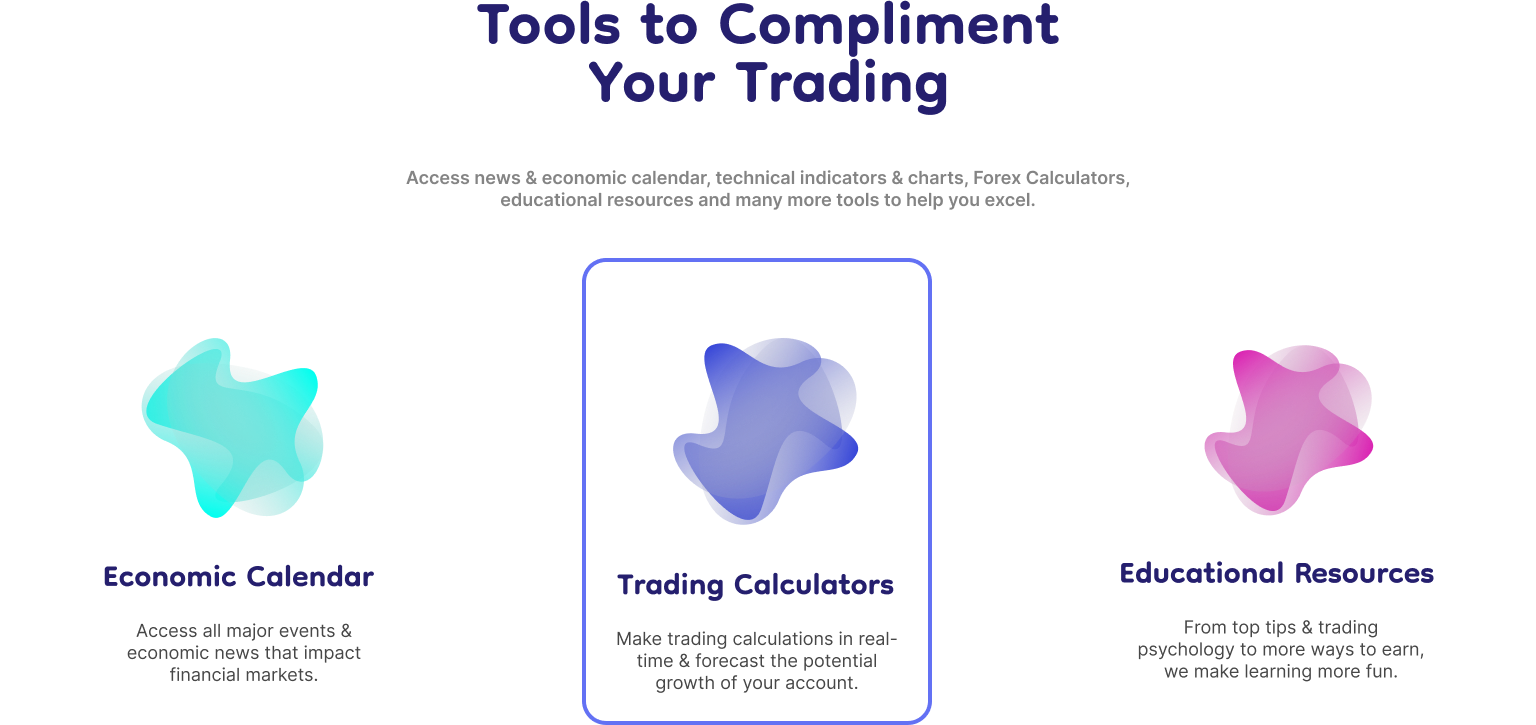 Tools to Compliment
Your Trading
Access news & economic calendar, technical indicators & charts, Forex Calculators,
educational resources and many more tools to help you excel.
Economic Calendar
Access all major events &
economic news that impact
financial markets.
Trading Calculators
Make trading calculations in real-
time & forecast the potential
growth of your account.
Educational Resources
From top tips & trading
psychology to more ways to earn,
we make learning more fun.